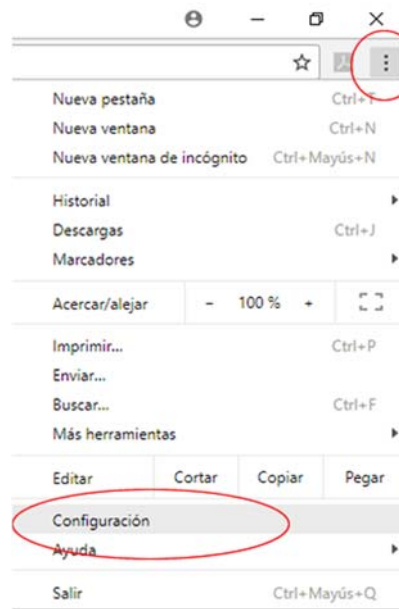 Nueva pestaña Ctrl+T
Nueva ventana Ctrl+N
Nueva ventana de incógnito Ctrl+Mayús+N
Historial
Descargas Ctrl+J
Marcadores
Acercar/alejar - 100 % +
Imprimir... Ctrl+P
Enviar...
Buscar... Ctrl+F
Más herramientas
Editar Cortar Copiar Pegar
Configuración
Ayuda
Salir Ctrl+Mayús+Q